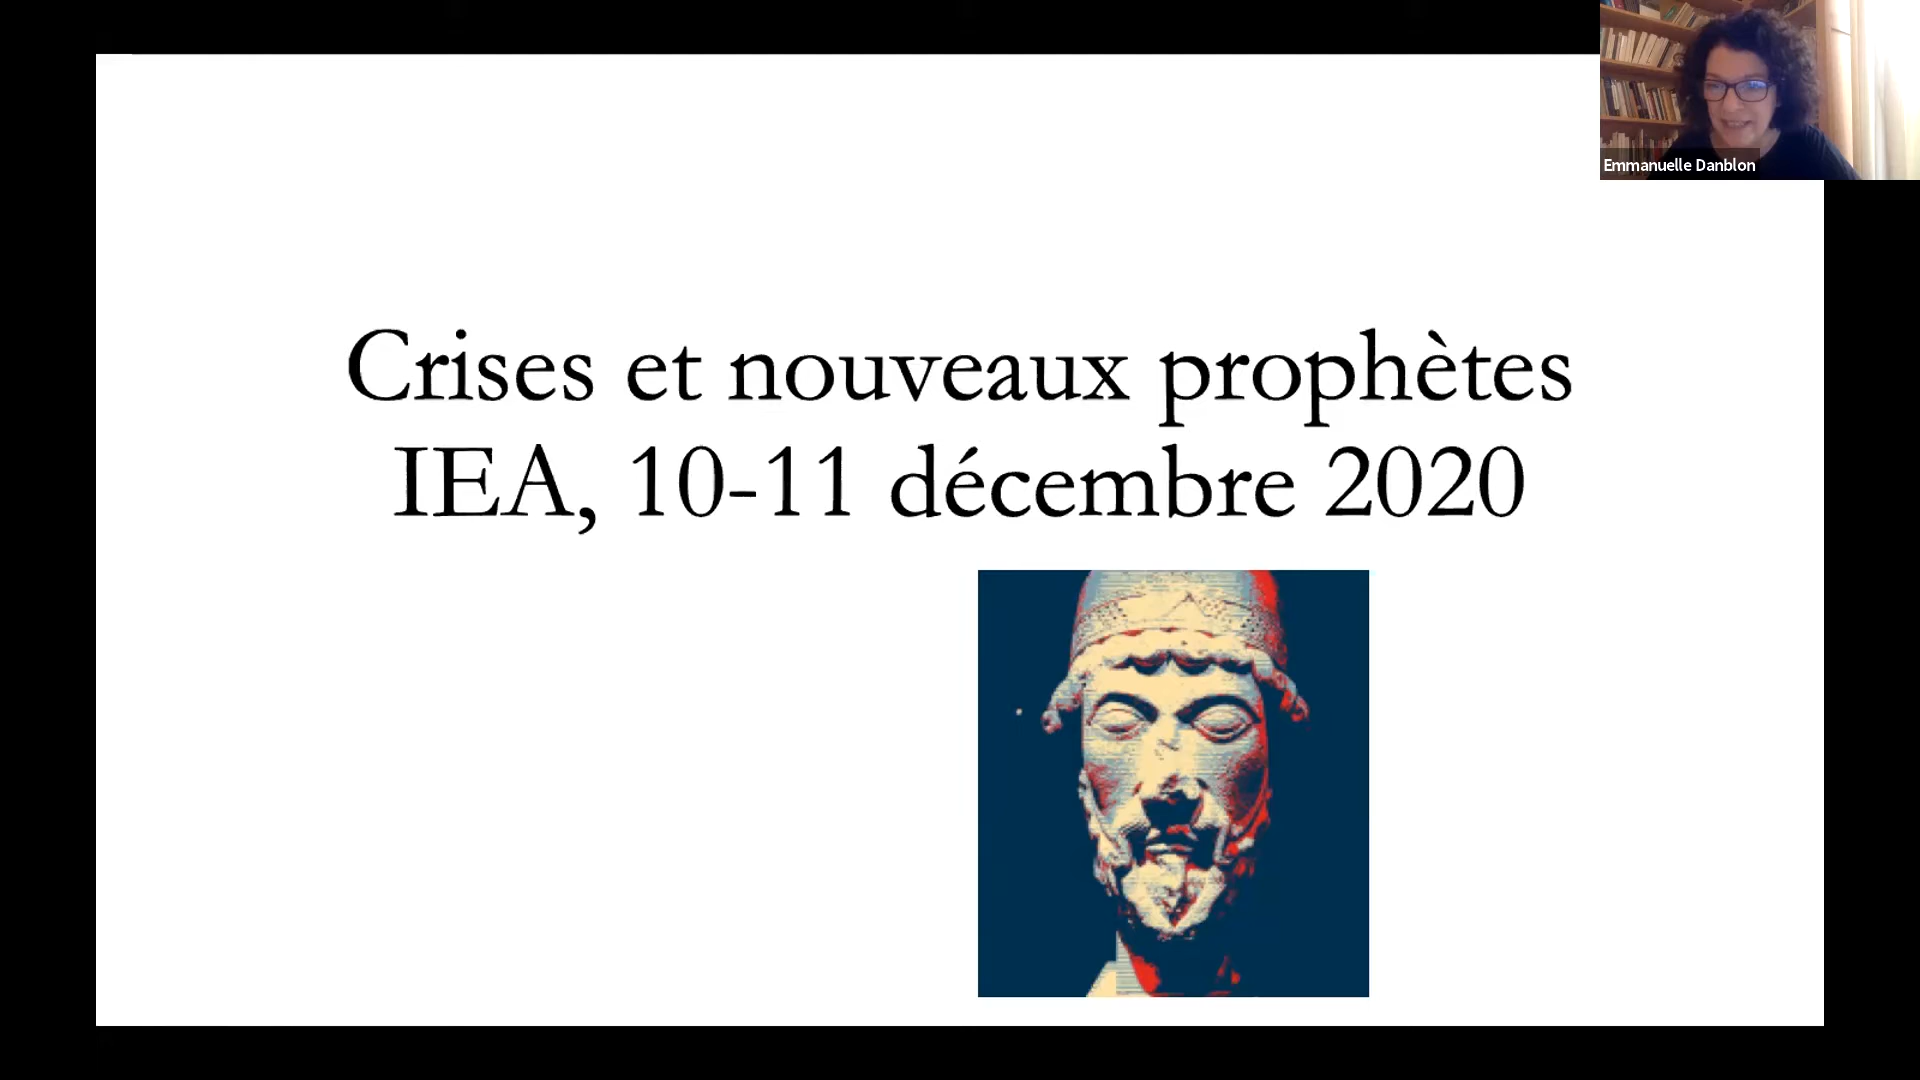 Emmanuelle Danblon
Crises et nouveaux prophètes
IEA, 10-11 décembre 2020